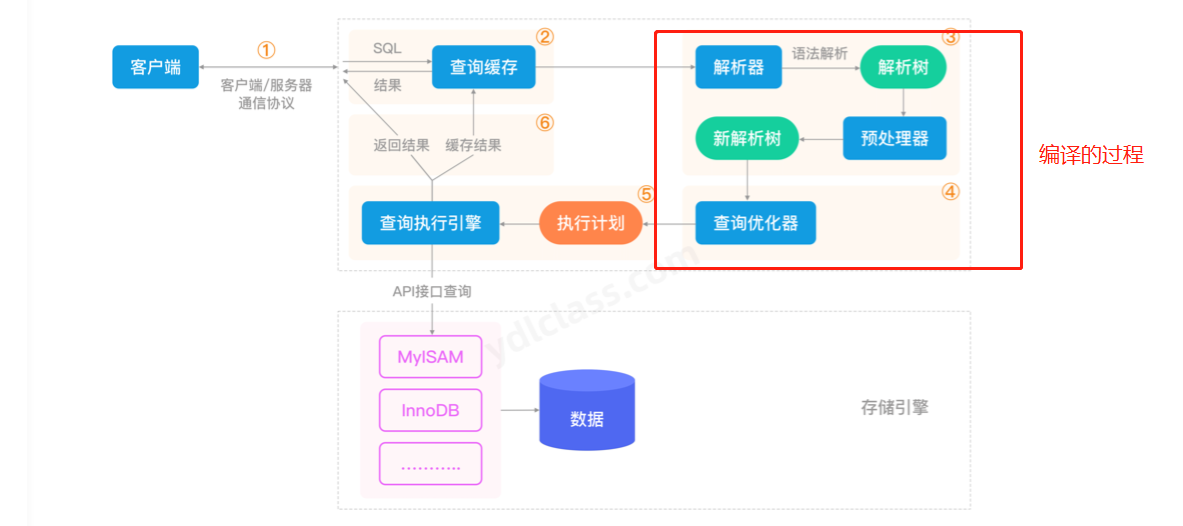 ①
客户端
客户端/服务器
通信协议
SQL
结果
②
查询缓存
③
解析器
语法解析
解析树
新解析树
预处理器
编译的过程
⑥
返回结果
缓存结果
④
查询优化器
⑤
执行计划
查询执行引擎
API接口查询
MyISAM
InnoDB
………..
数据
存储引擎
ydlclass.com